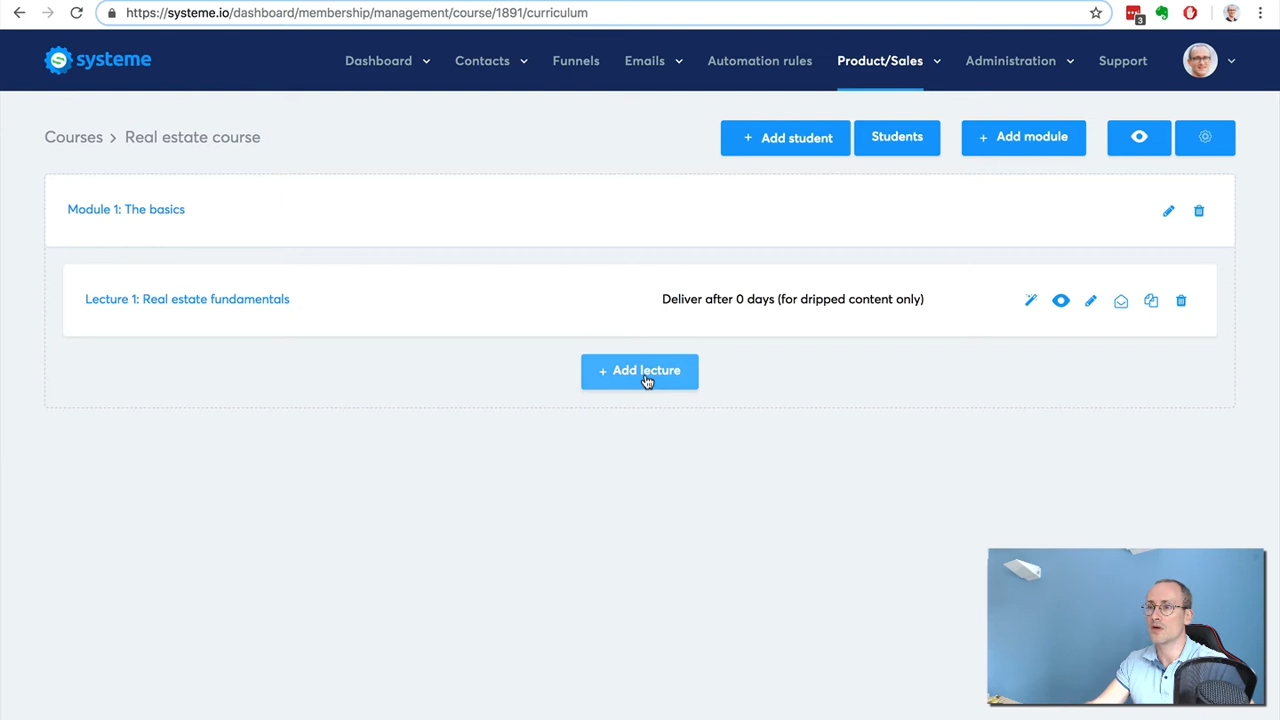 https://systeme.io/dashboard/membership/management/course/1891/curriculum
3
systeme
Dashboard
Contacts
Funnels
Emails
Automation rules
Product/Sales
Administration
Support
Courses > Real estate course
+ Add student
Students
+ Add module
Module 1: The basics
Lecture 1: Real estate fundamentals
Deliver after 0 days (for dripped content only)
+ Add lecture